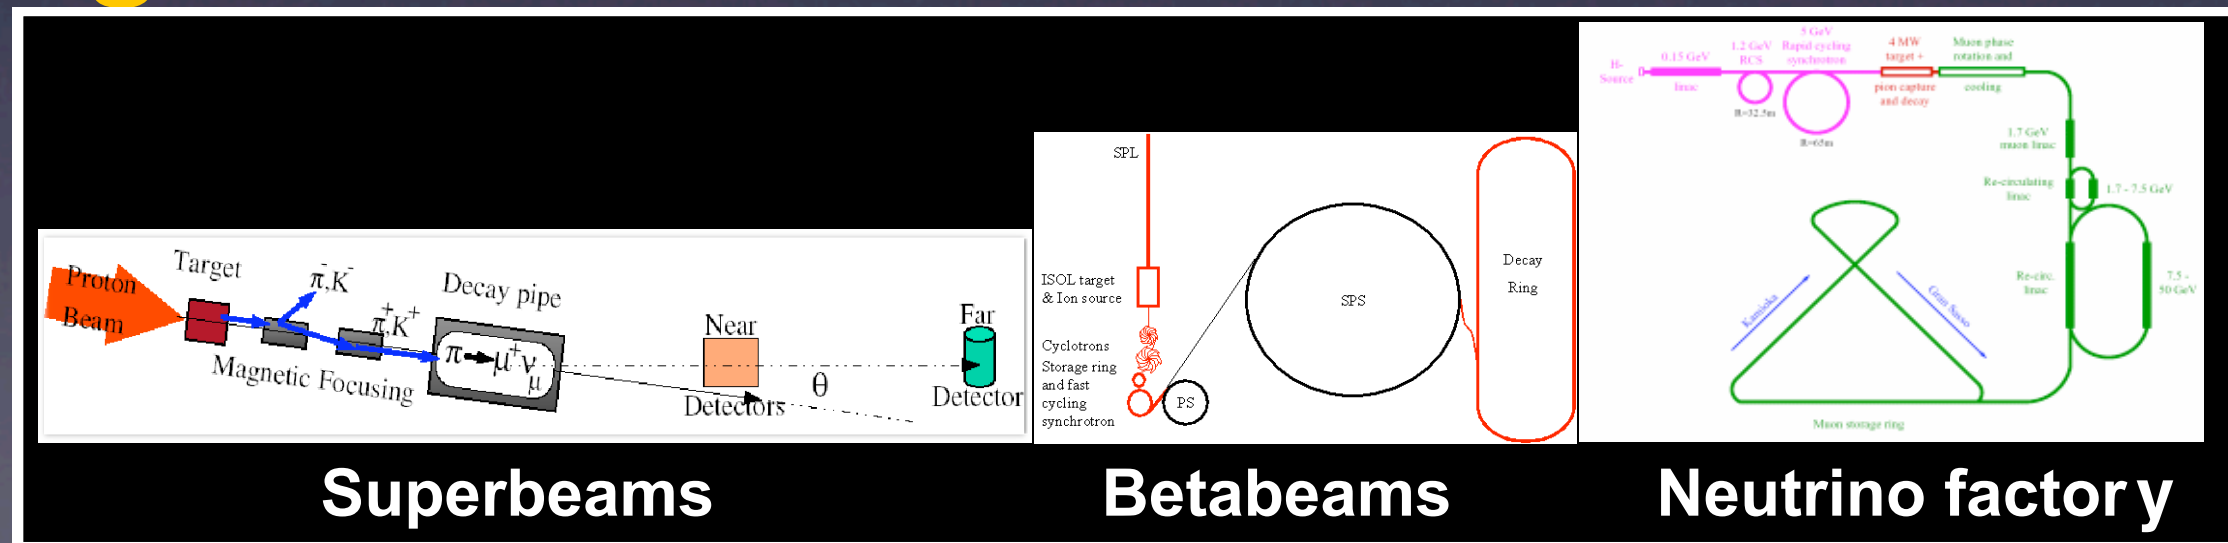 Proton
Beam
Target
π⁻,K⁻
π⁺,K⁺
Magnetic Focusing
Decay pipe
π→μ⁺ν
μ
Near
Detectors
θ
Far
Detector
Superbeams
SPL
ISOL target
& Ion source
Cyclotrons
Storage ring
and fast
cycling
synchrotron
PS
SPS
Decay
Ring
Betabeams
H-
Source
0.15 GeV
linac
1.2 GeV
RCS
R=32.5m
5 GeV
Rapid cycling
synchrotron
R=65m
4 MW
target +
pion capture
and decay
Muon phase
rotation and
cooling
1.7 GeV
muon linac
Re-circulating
linac
1.7 - 7.5 GeV
Re-circ.
linac
7.5 -
50 GeV
Kamioka
Gran Sasso
Muon storage ring
Neutrino factory